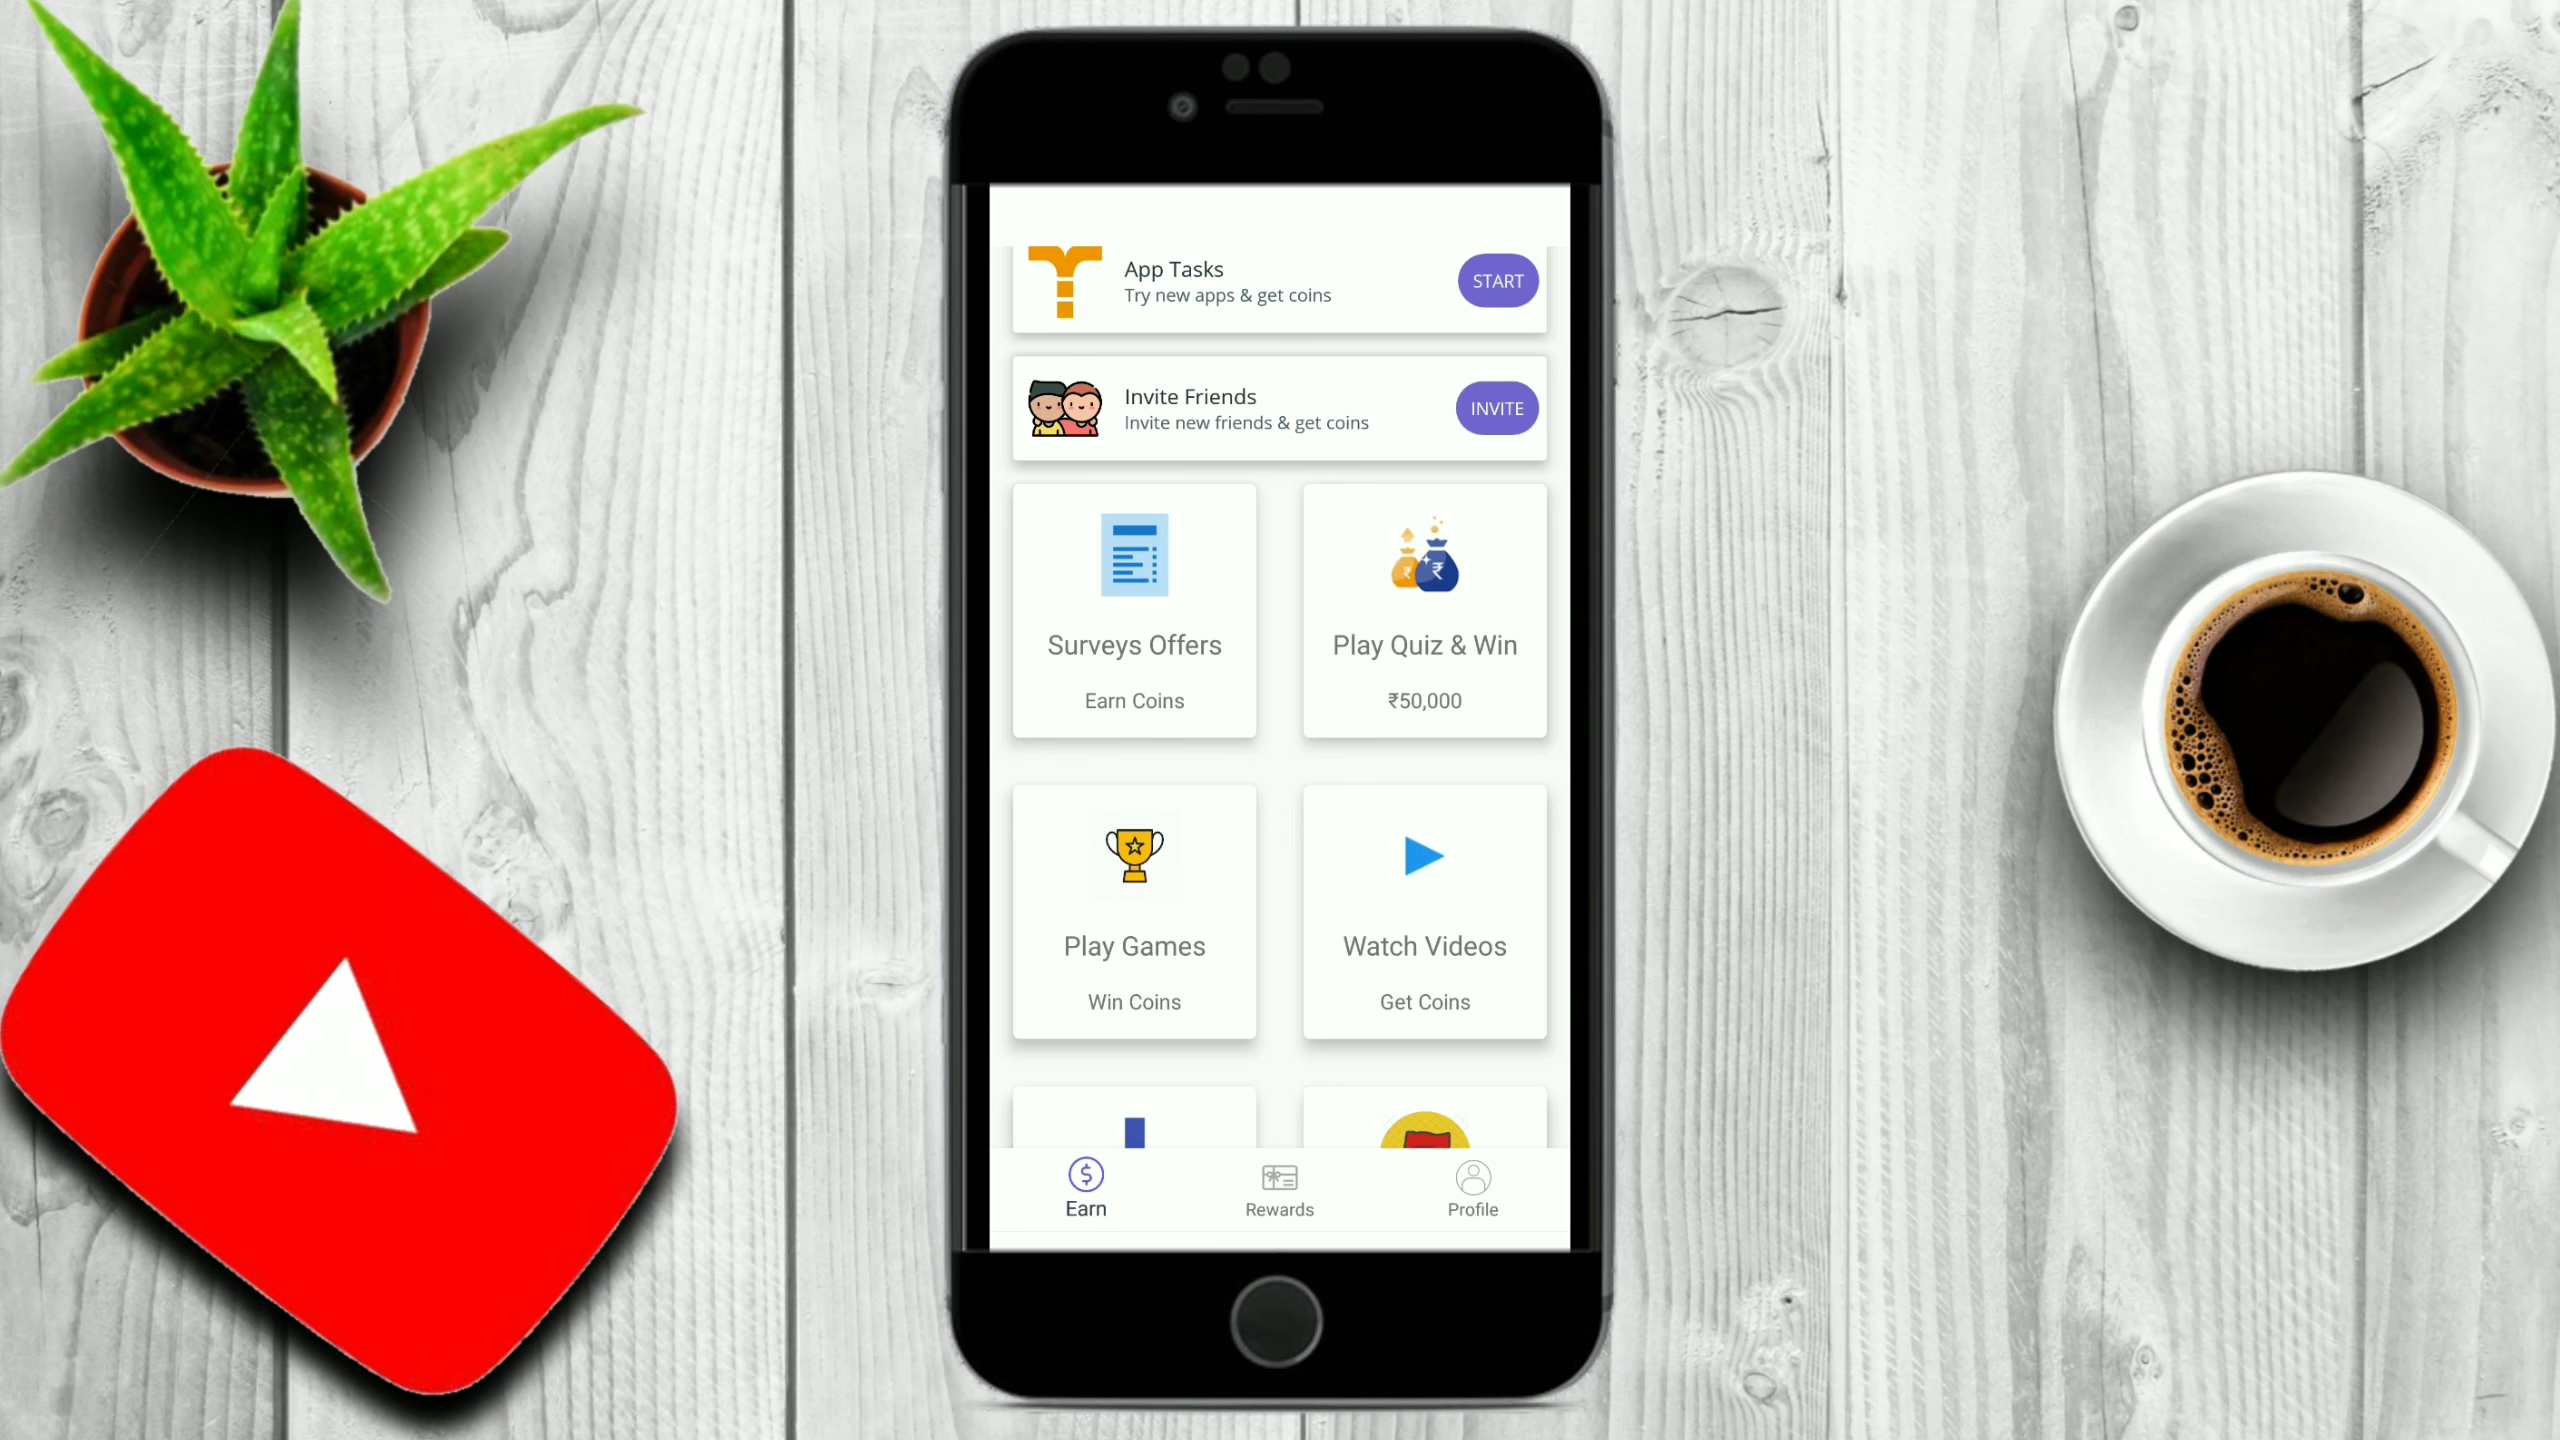 App Tasks
Try new apps & get coins
START
Invite Friends
Invite new friends & get coins
INVITE
Surveys Offers
Earn Coins
Play Quiz & Win
₹50,000
Play Games
Win Coins
Watch Videos
Get Coins
Earn
Rewards
Profile